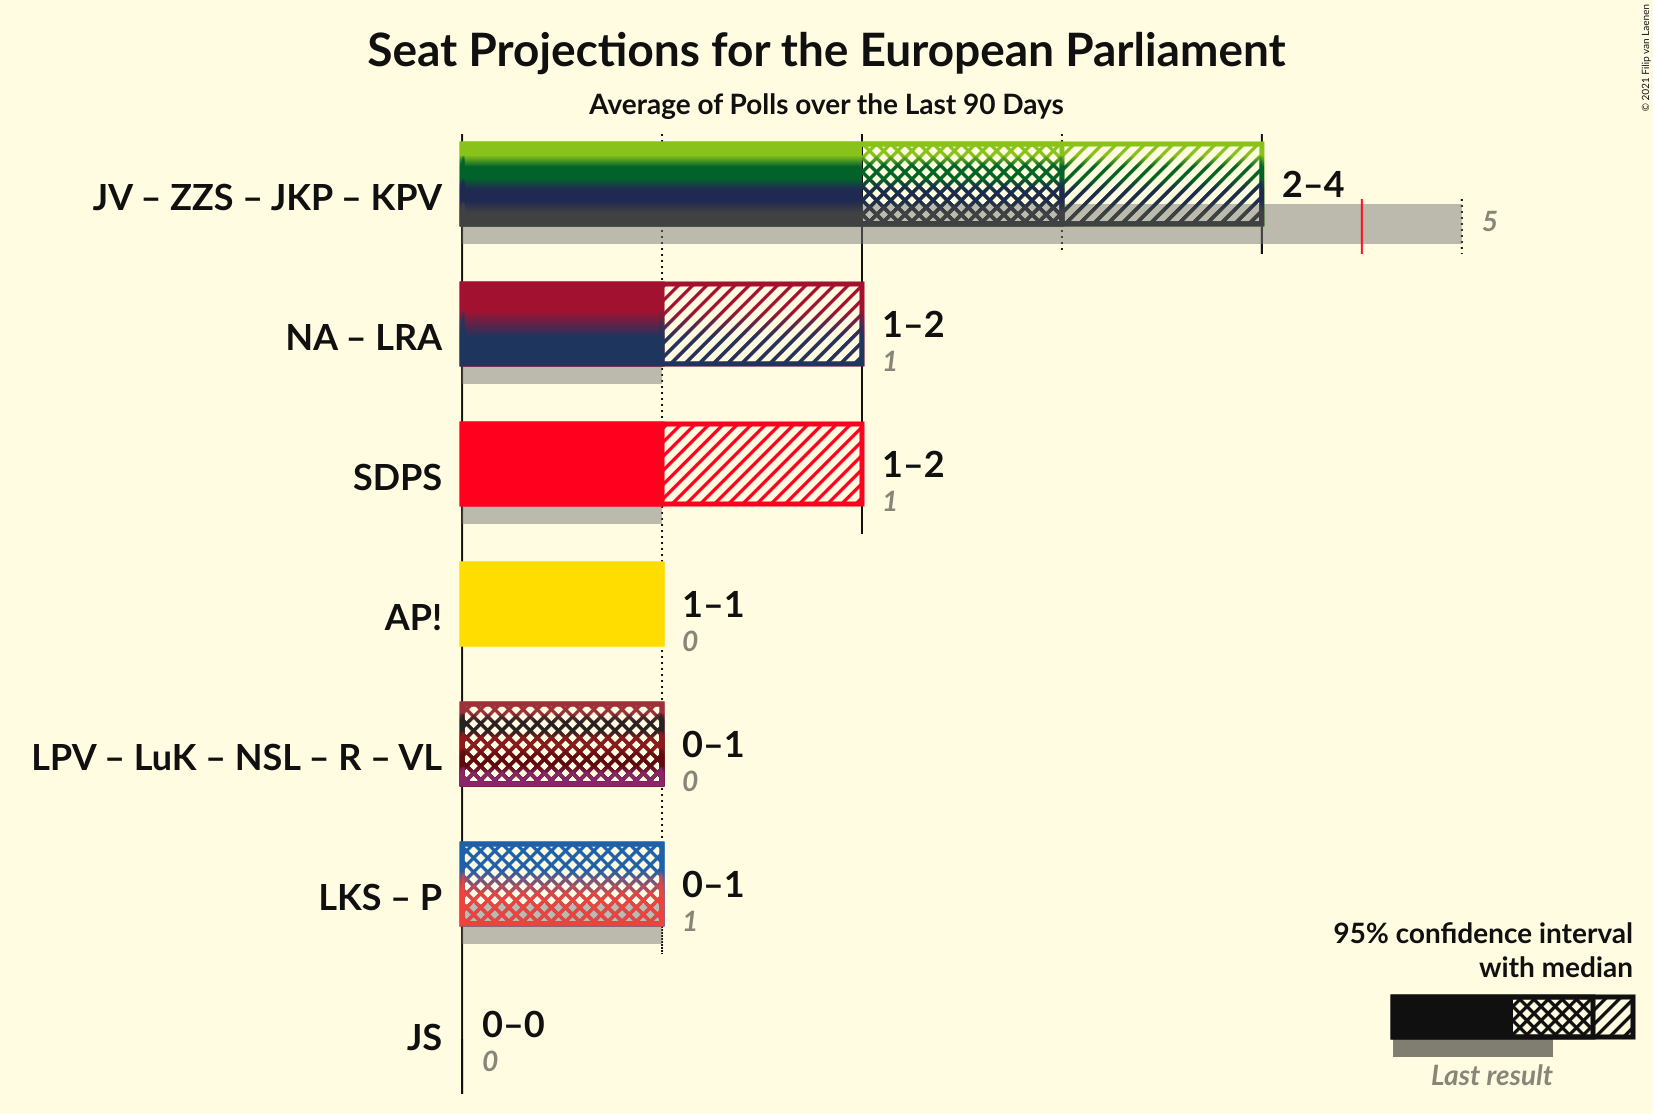 Seat Projections for the European Parliament
Average of Polls over the Last 90 Days
© 2021 Filip van Laenen
JV – ZZS – JKP – KPV
2–4
5
NA – LRA
1–2
1
SDPS
1–2
1
AP!
1–1
0
LPV – LuK – NSL – R – VL
0–1
0
LKS – P
0–1
1
JS
0–0
0
95% confidence interval
with median
Last result